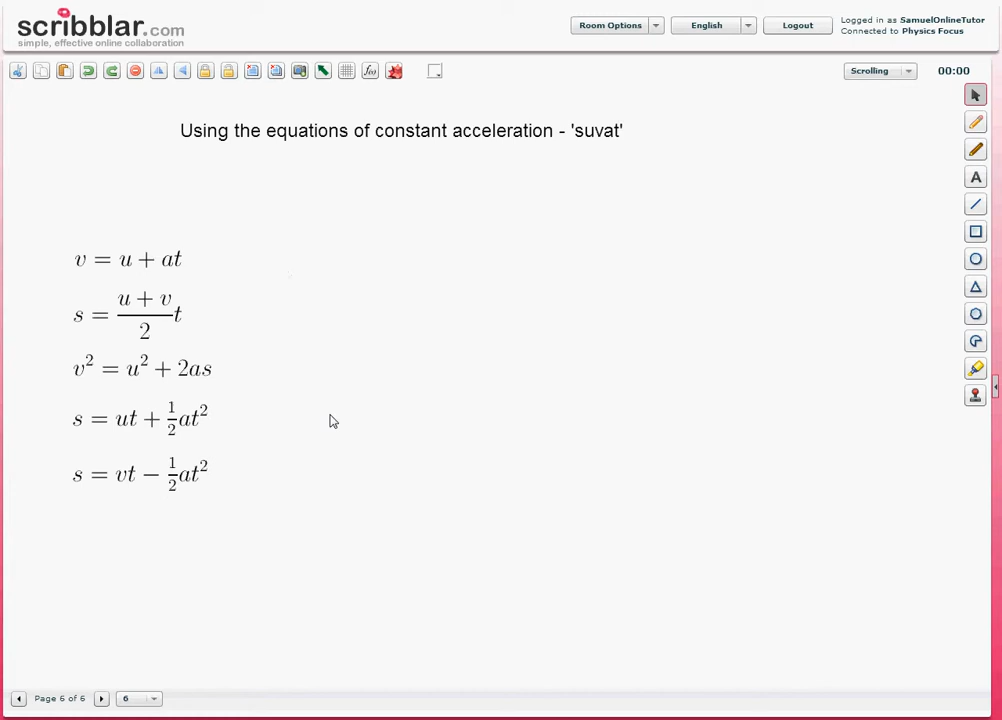 scribblar.com
simple, effective online collaboration
Room Options
English
Logout
Logged in as SamuelOnlineTutor
Connected to Physics Focus
f(x)
Scrolling
00:00
A
Using the equations of constant acceleration - 'suvat'
v = u + at
s = \frac{u + v}{2}t
v² = u² + 2as
s = ut + ½at²
s = vt − ½at²
Page 6 of 6
6